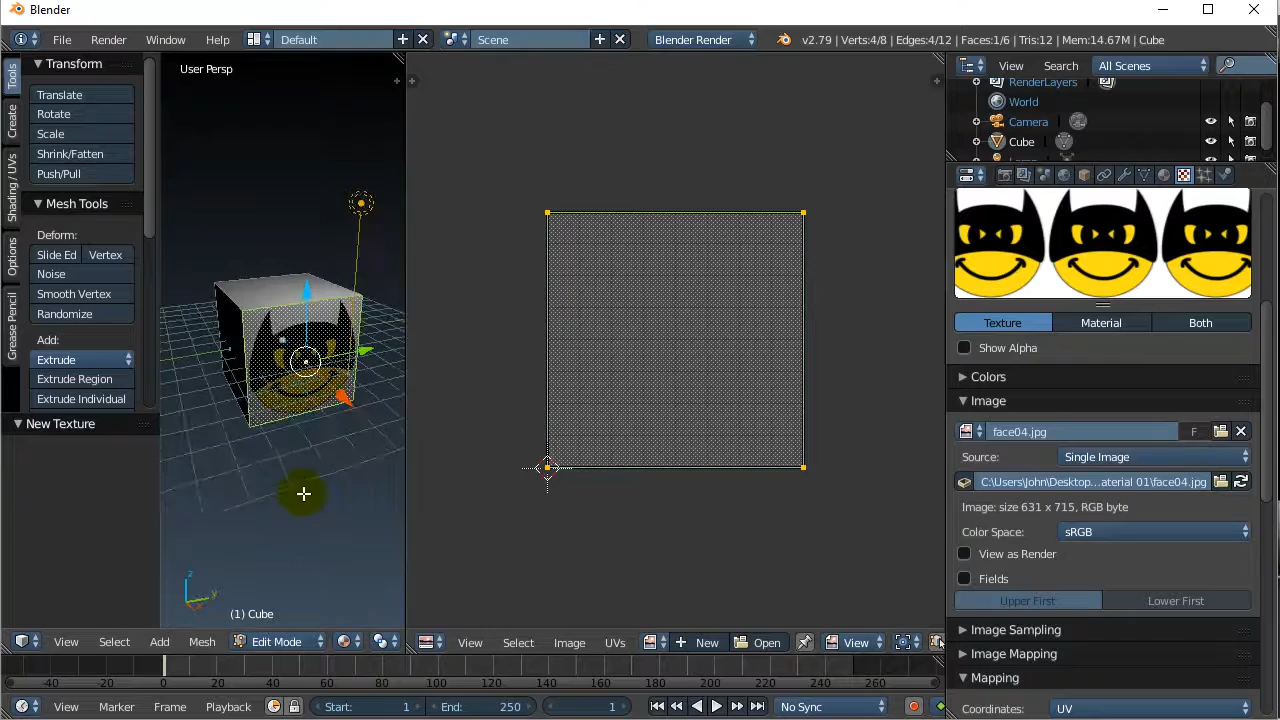 Blender
File Render Window Help Default Scene Blender Render v2.79 | Verts:4/8 | Edges:4/12 | Faces:1/6 | Tris:12 | Mem:14.67M | Cube
Tools
Create
Shading / UVs
Options
Grease Pencil
Transform
Translate
Rotate
Scale
Shrink/Fatten
Push/Pull
Mesh Tools
Deform:
Slide Ed Vertex
Noise
Smooth Vertex
Randomize
Add:
Extrude
Extrude Region
Extrude Individual
New Texture
User Persp
z
y
x
(1) Cube
View Select Add Mesh Edit Mode
View Select Image UVs New Open View
View Search All Scenes
RenderLayers
World
Camera
Cube
Texture Material Both
Show Alpha
Colors
Image
face04.jpg F
Source: Single Image
C:\Users\John\Desktop...aterial 01\face04.jpg
Image: size 631 x 715, RGB byte
Color Space: sRGB
View as Render
Fields
Upper First Lower First
Image Sampling
Image Mapping
Mapping
Coordinates: UV
-40 -20 0 20 40 60 80 100 120 140 160 180 200 220 240 260
View Marker Frame Playback Start: 1 End: 250 1 No Sync